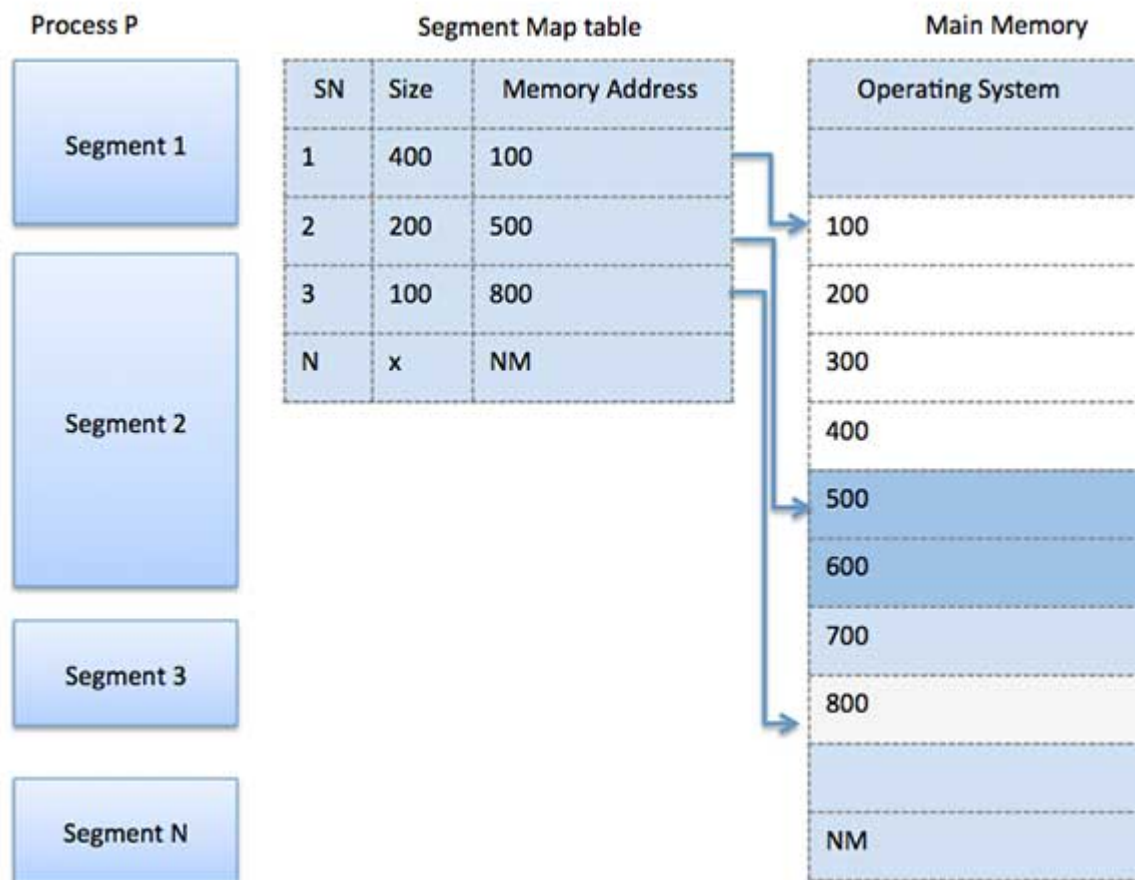 Process P
Segment 1
Segment 2
Segment 3
Segment N
Segment Map table
SN Size Memory Address
1 400 100
2 200 500
3 100 800
N x NM
Main Memory
Operating System
100
200
300
400
500
600
700
800
NM